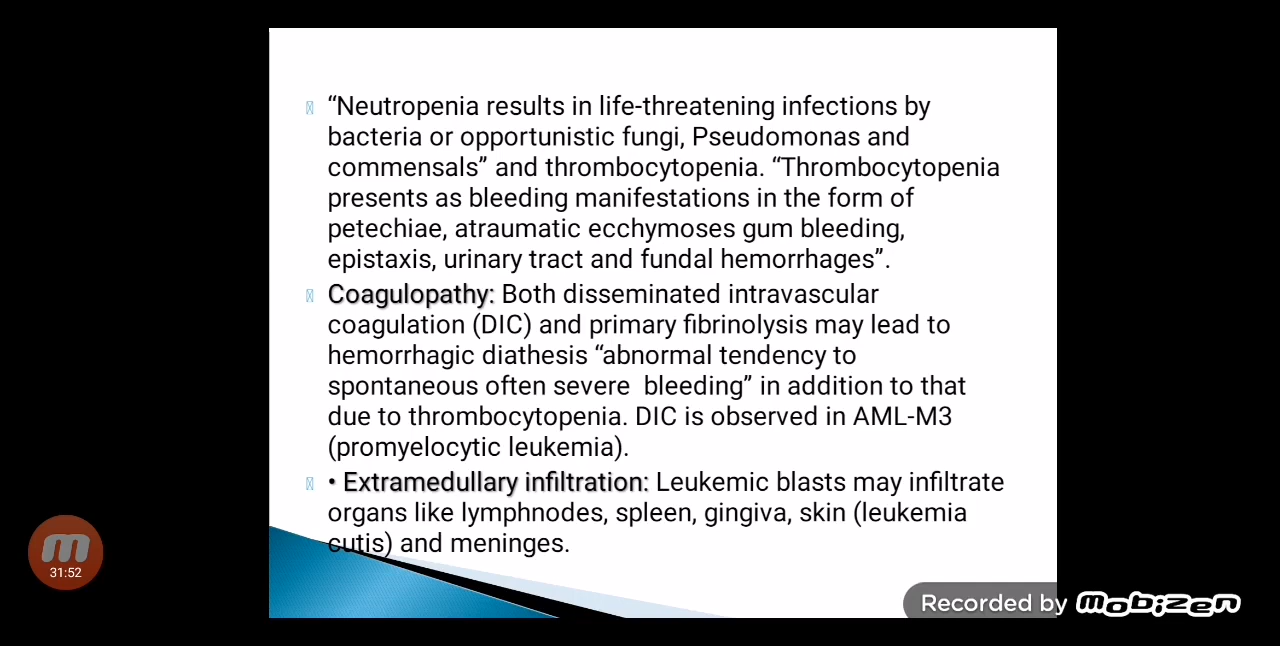 “Neutropenia results in life-threatening infections by
bacteria or opportunistic fungi, Pseudomonas and
commensals” and thrombocytopenia. “Thrombocytopenia
presents as bleeding manifestations in the form of
petechiae, atraumatic ecchymoses gum bleeding,
epistaxis, urinary tract and fundal hemorrhages”.
Coagulopathy: Both disseminated intravascular
coagulation (DIC) and primary fibrinolysis may lead to
hemorrhagic diathesis “abnormal tendency to
spontaneous often severe  bleeding” in addition to that
due to thrombocytopenia. DIC is observed in AML-M3
(promyelocytic leukemia).
• Extramedullary infiltration: Leukemic blasts may infiltrate
organs like lymphnodes, spleen, gingiva, skin (leukemia
cutis) and meninges.
m
31:52
Recorded by mobizen